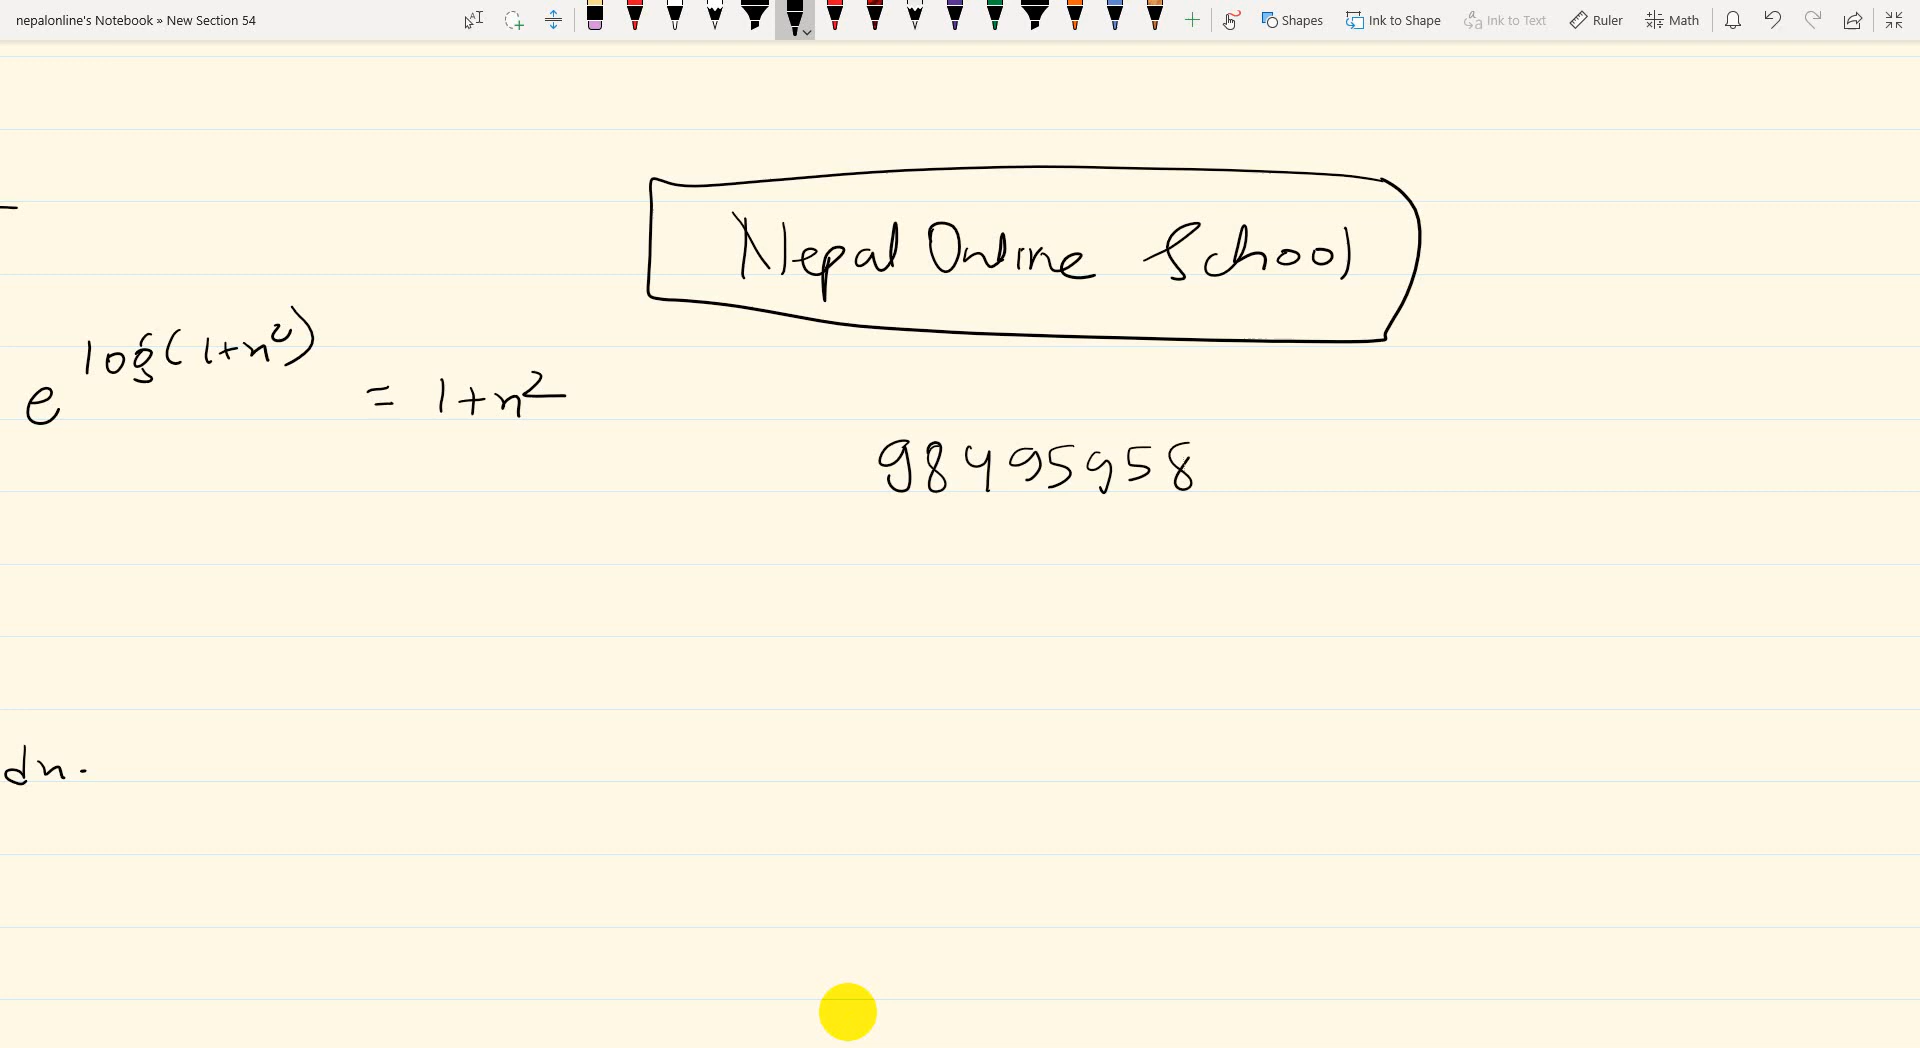 nepalonline's Notebook » New Section 54
Shapes Ink to Shape Ink to Text Ruler Math
Nepal Online School
e^log(1+x²) = 1+x²
98495958
dx.